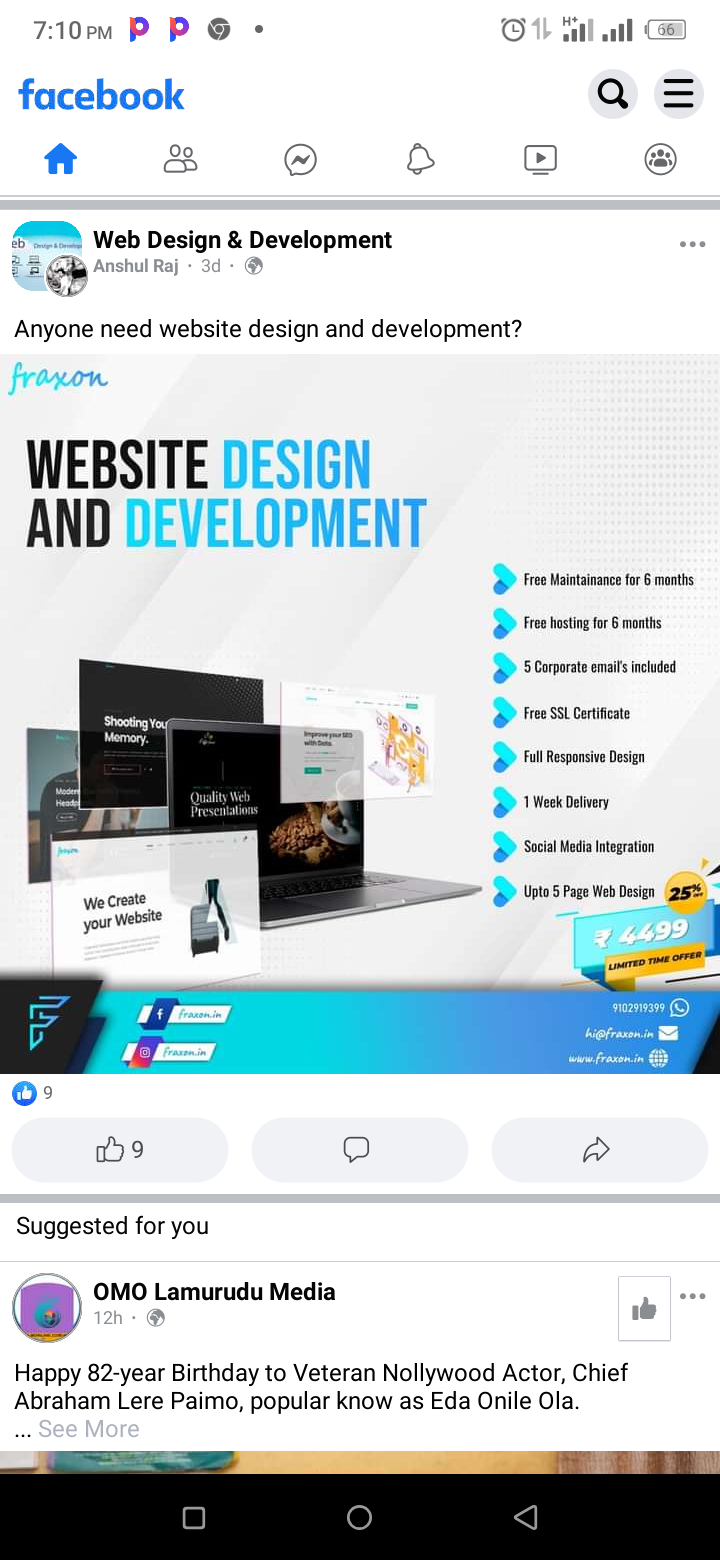 7:10 PM
H+
66
facebook
Web Design & Development
Anshul Raj · 3d ·
Anyone need website design and development?
fraxon
WEBSITE DESIGN
AND DEVELOPMENT
Free Maintainance for 6 months
Free hosting for 6 months
5 Corporate email's included
Free SSL Certificate
Full Responsive Design
1 Week Delivery
Social Media Integration
Upto 5 Page Web Design
25%
₹ 4499
LIMITED TIME OFFER
Shooting You
Memory.
Improve your SEO
with Data.
Quality Web
Presentations
fraxon
We Create
your Website
fraxon.in
fraxon.in
9102919399
hi@fraxon.in
www.fraxon.in
9
9
Suggested for you
OMO Lamurudu Media
12h ·
Happy 82-year Birthday to Veteran Nollywood Actor, Chief
Abraham Lere Paimo, popular know as Eda Onile Ola.
... See More